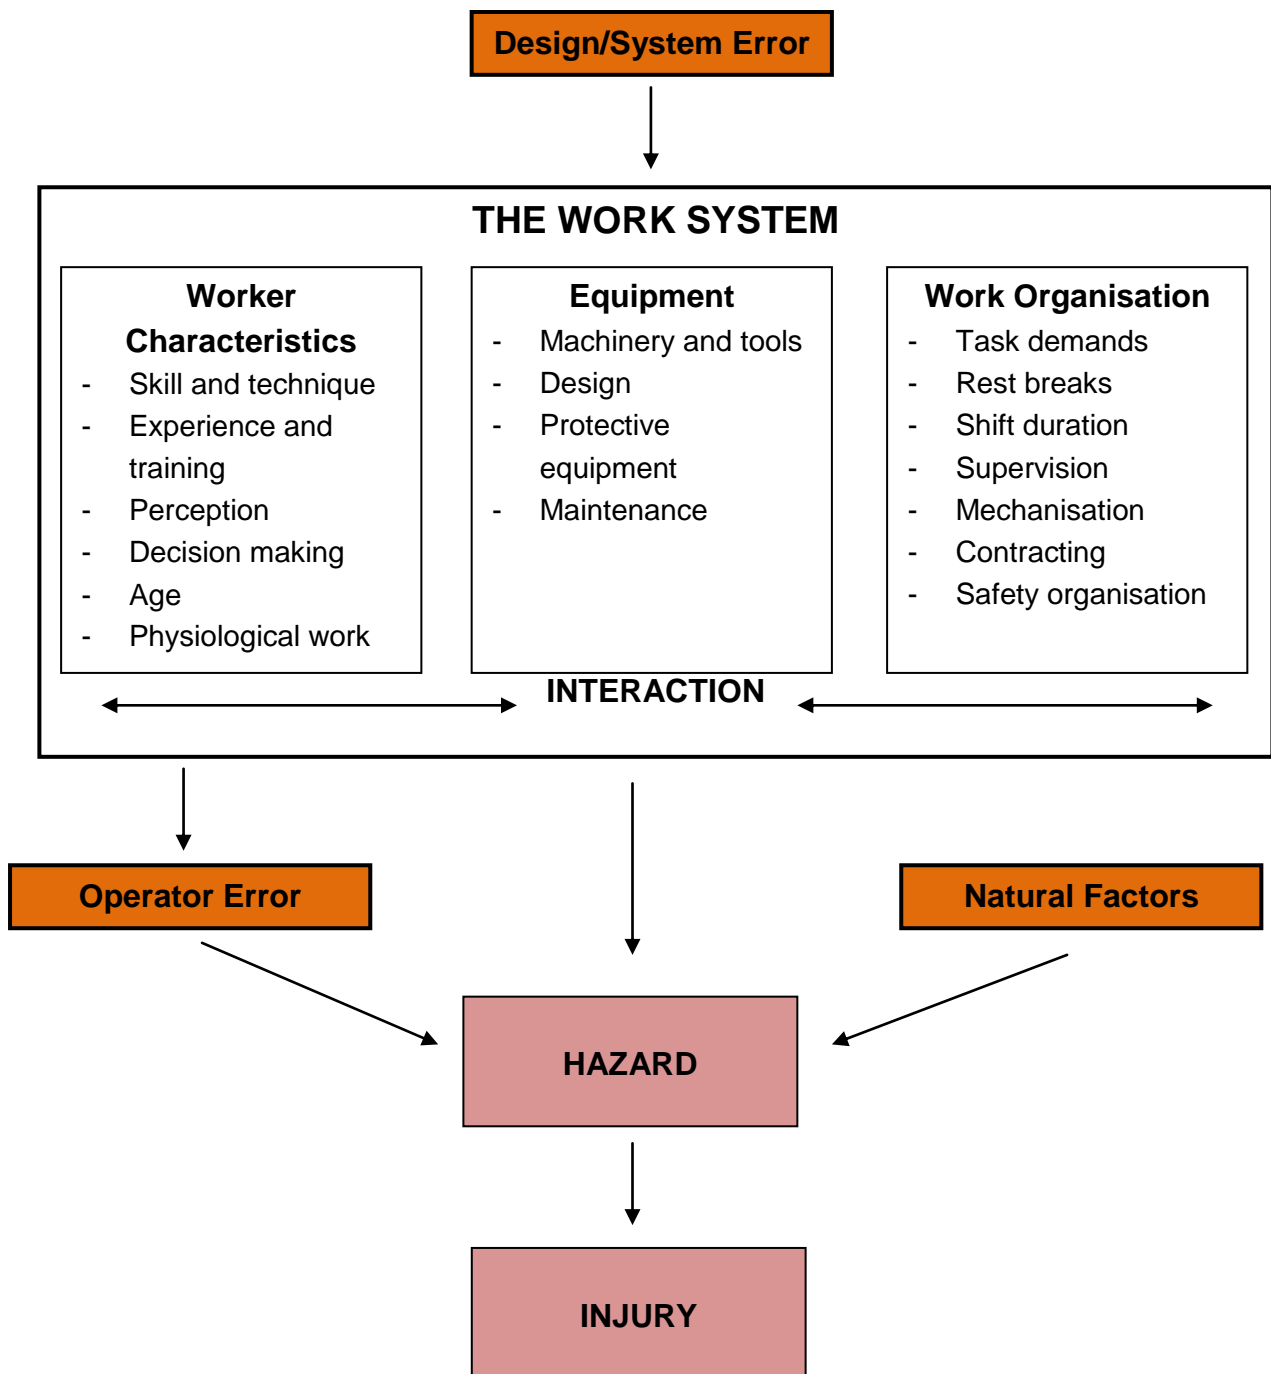 Design/System Error
THE WORK SYSTEM
Worker
Characteristics
- Skill and technique
- Experience and
training
- Perception
- Decision making
- Age
- Physiological work
Equipment
- Machinery and tools
- Design
- Protective
equipment
- Maintenance
Work Organisation
- Task demands
- Rest breaks
- Shift duration
- Supervision
- Mechanisation
- Contracting
- Safety organisation
INTERACTION
Operator Error
Natural Factors
HAZARD
INJURY